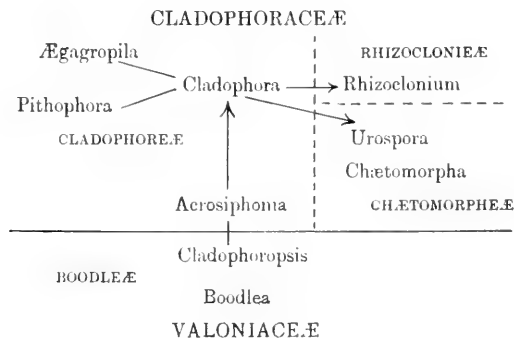 CLADOPHORACEÆ
Ægagropila
RHIZOCLONIEÆ
Cladophora
Rhizoclonium
Pithophora
CLADOPHOREÆ
Urospora
Chætomorpha
Acrosiphonia
CHÆTOMORPHEÆ
Cladophoropsis
BOODLEÆ
Boodlea
VALONIACEÆ